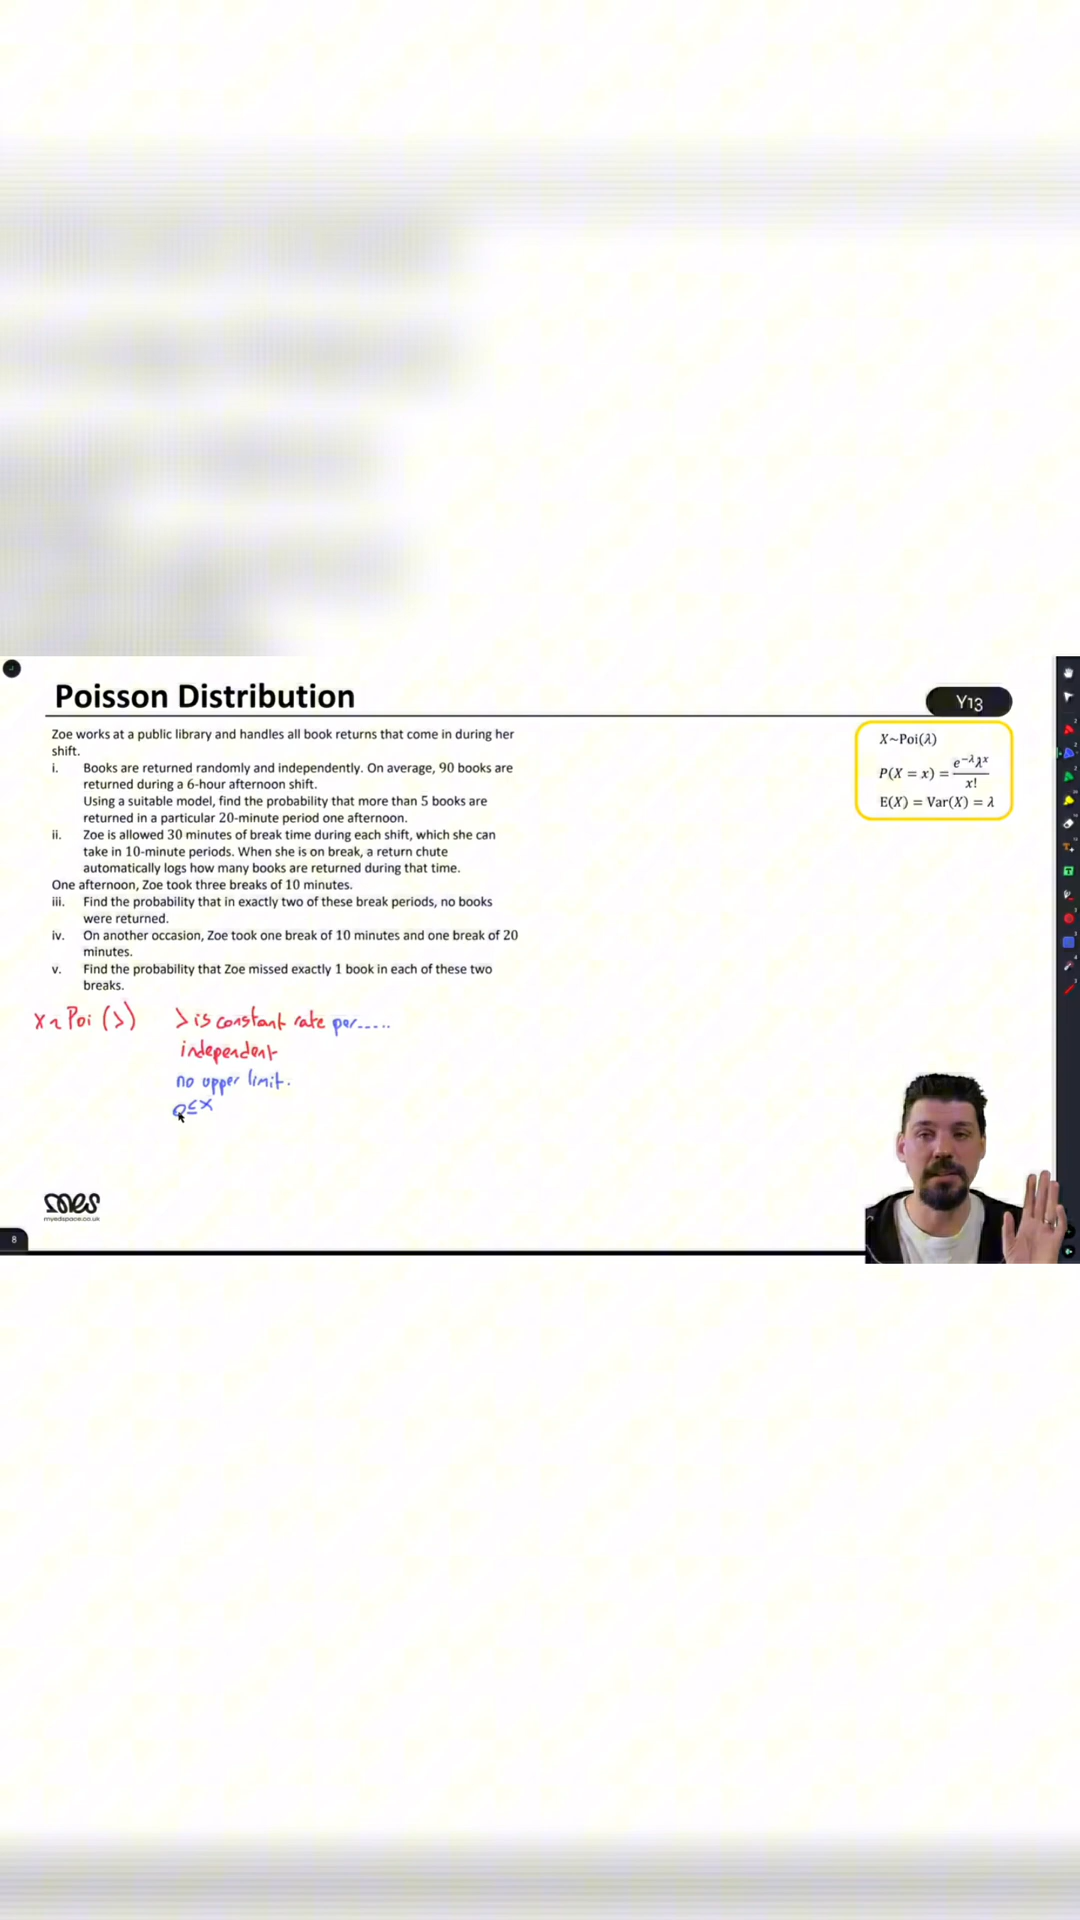 Poisson Distribution
Y13
Zoe works at a public library and handles all book returns that come in during her
shift.
i. Books are returned randomly and independently. On average, 90 books are
returned during a 6-hour afternoon shift.
Using a suitable model, find the probability that more than 5 books are
returned in a particular 20-minute period one afternoon.
ii. Zoe is allowed 30 minutes of break time during each shift, which she can
take in 10-minute periods. When she is on break, a return chute
automatically logs how many books are returned during that time.
One afternoon, Zoe took three breaks of 10 minutes.
iii. Find the probability that in exactly two of these break periods, no books
were returned.
iv. On another occasion, Zoe took one break of 10 minutes and one break of 20
minutes.
v. Find the probability that Zoe missed exactly 1 book in each of these two
breaks.
X~Poi(λ)
P(X = x) = e^{-λ}λ^x / x!
E(X) = Var(X) = λ
X ~ Poi (λ) λ is constant rate per.....
independent
no upper limit.
0≤X
mes
myedspace.co.uk
8